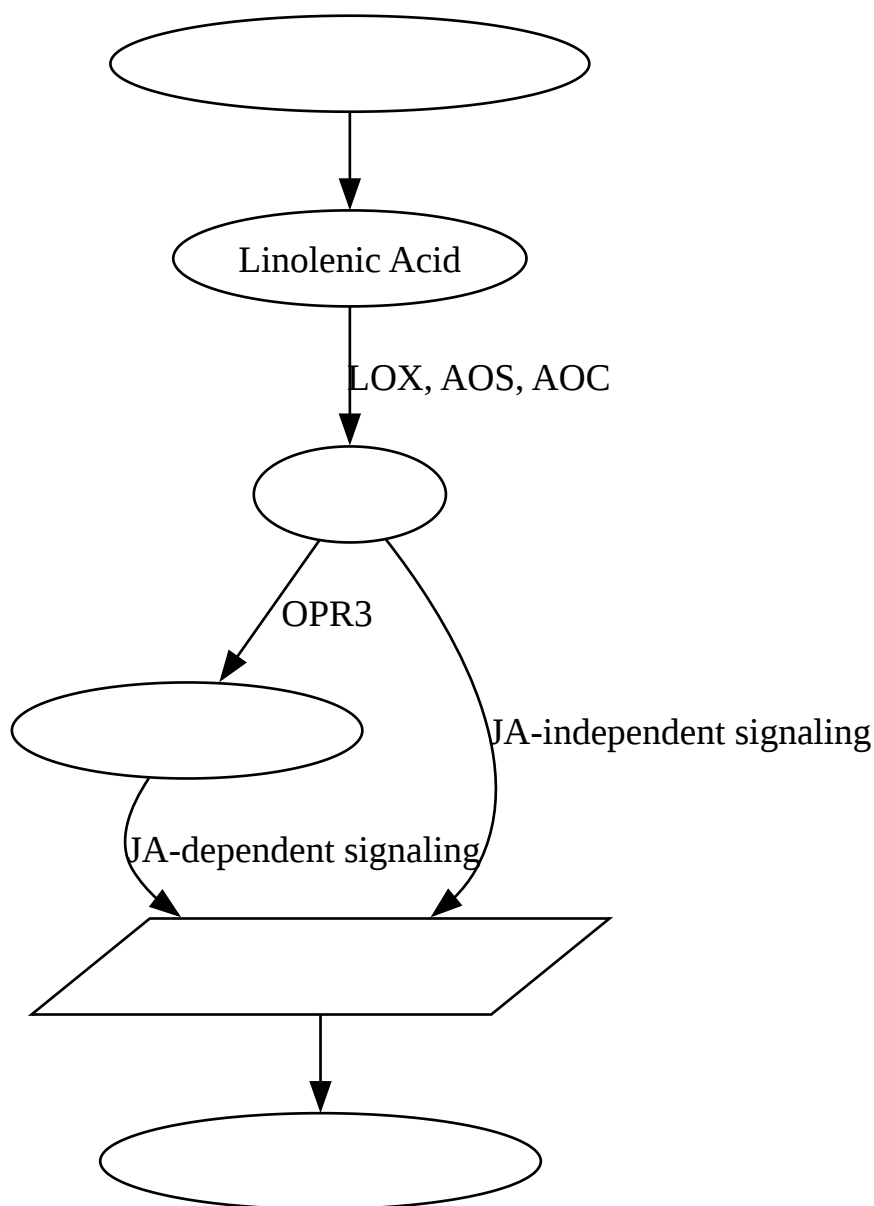 Linolenic Acid
LOX, AOS, AOC
OPR3
JA-independent signaling
JA-dependent signaling